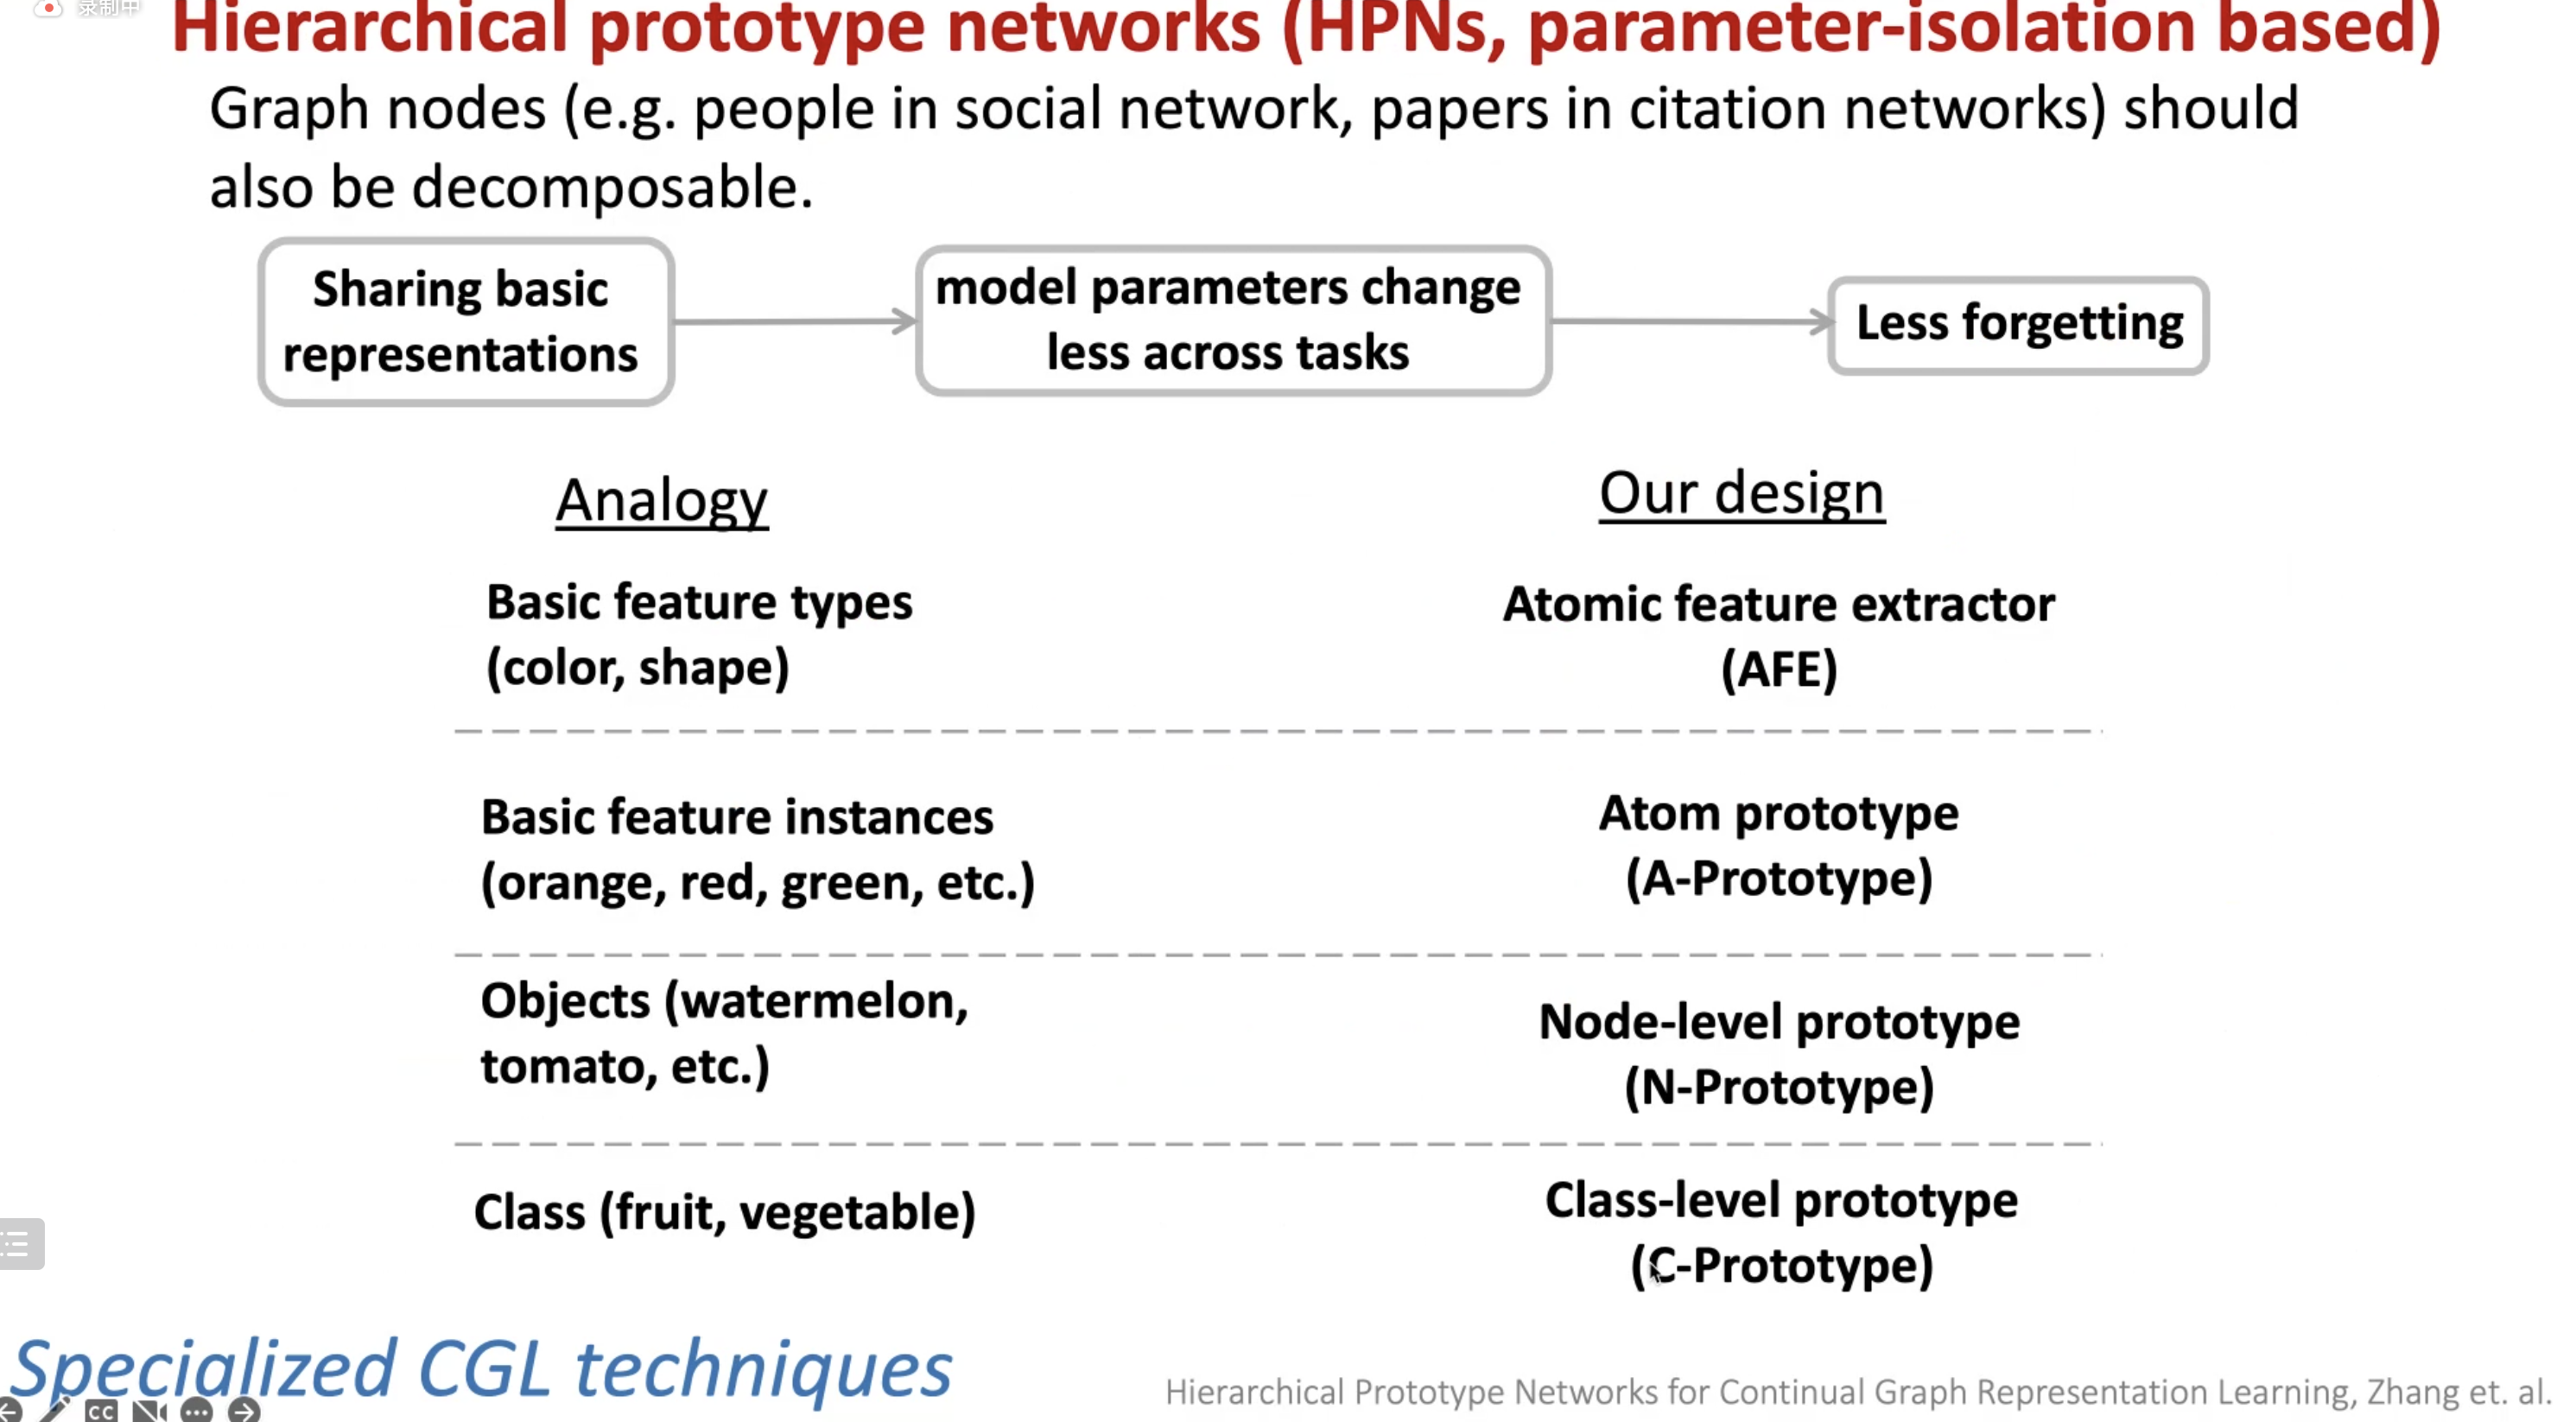 录制中
Hierarchical prototype networks (HPNs, parameter-isolation based)
Graph nodes (e.g. people in social network, papers in citation networks) should
also be decomposable.
Sharing basic
representations
model parameters change
less across tasks
Less forgetting
Analogy
Our design
Basic feature types
(color, shape)
Atomic feature extractor
(AFE)
Basic feature instances
(orange, red, green, etc.)
Atom prototype
(A-Prototype)
Objects (watermelon,
tomato, etc.)
Node-level prototype
(N-Prototype)
Class (fruit, vegetable)
Class-level prototype
(C-Prototype)
Specialized CGL techniques
Hierarchical Prototype Networks for Continual Graph Representation Learning, Zhang et. al.
CC